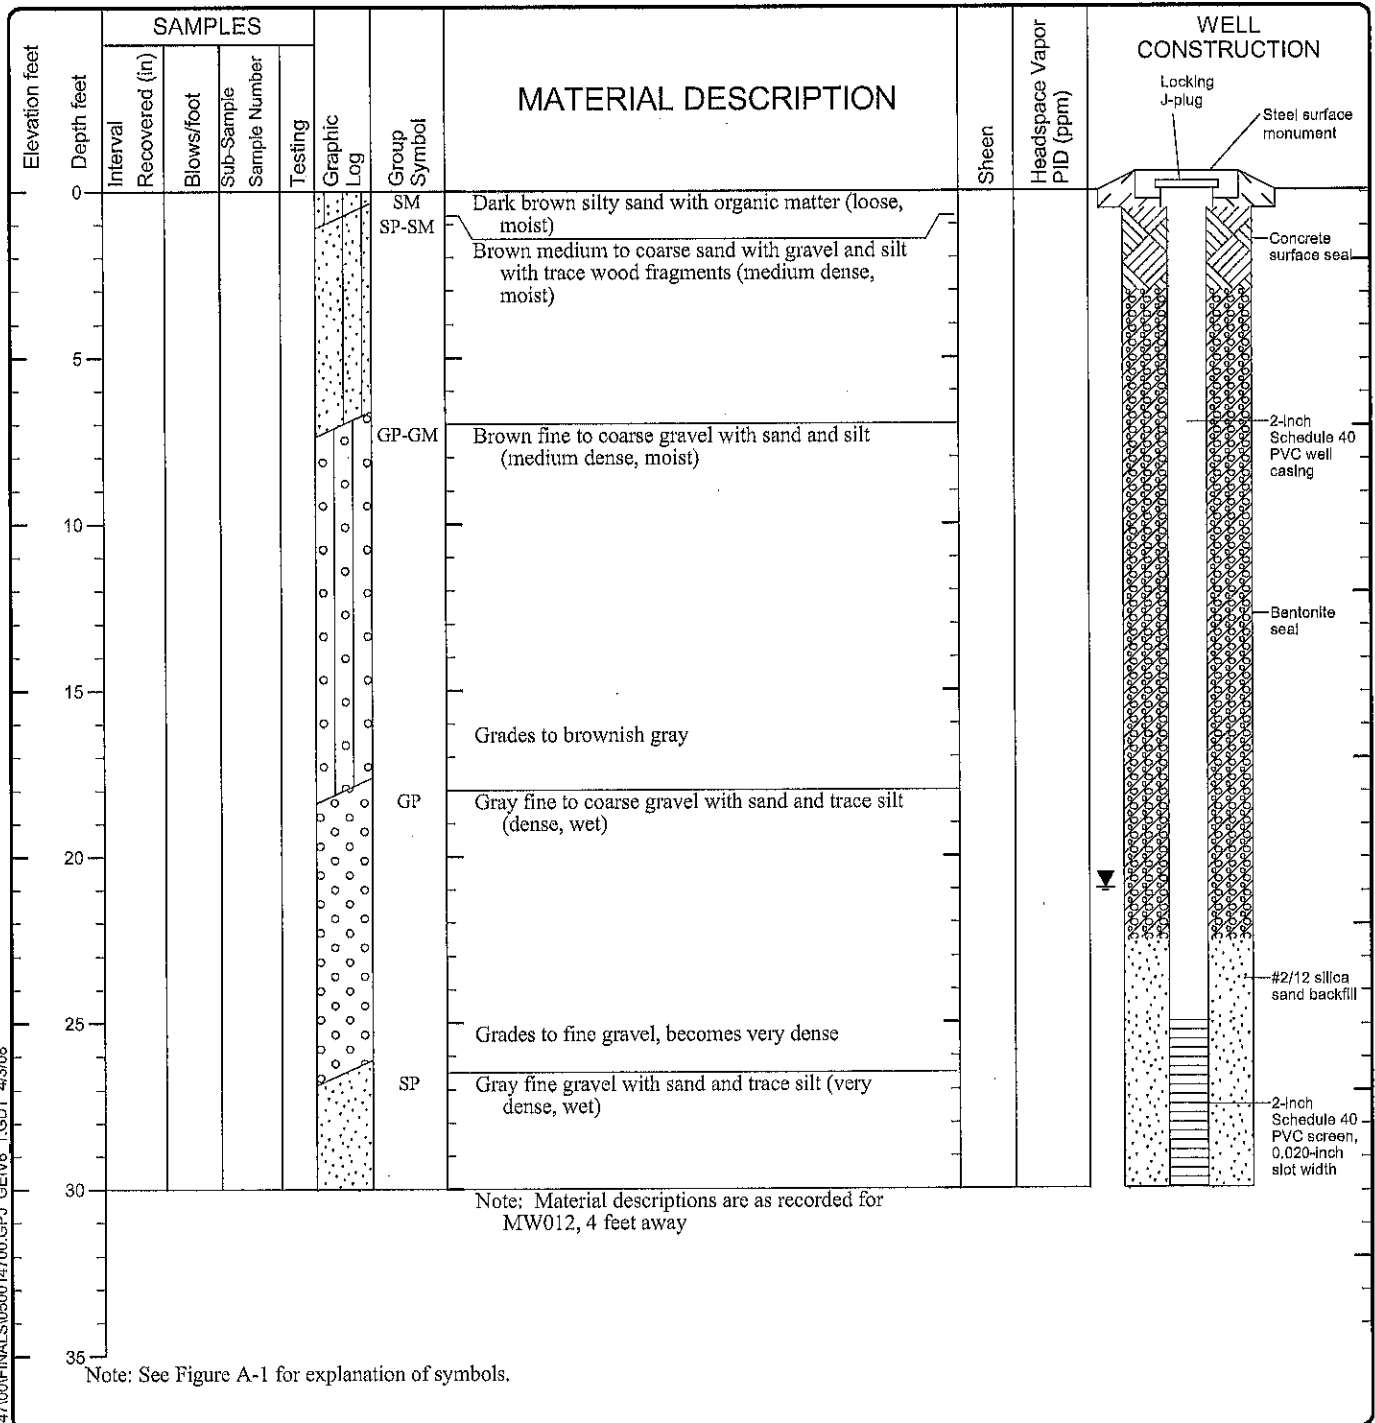 SAMPLES
Elevation feet
Depth feet
Interval
Recovered (in)
Blows/foot
Sub-Sample
Sample Number
Testing
Graphic
Log
Group
Symbol
MATERIAL DESCRIPTION
Sheen
Headspace Vapor
PID (ppm)
WELL
CONSTRUCTION
Locking
J-plug
Steel surface
monument
0
SM
Dark brown silty sand with organic matter (loose,
moist)
SP-SM
Brown medium to coarse sand with gravel and silt
with trace wood fragments (medium dense,
moist)
Concrete
surface seal
5
GP-GM
Brown fine to coarse gravel with sand and silt
(medium dense, moist)
2-inch
Schedule 40
PVC well
casing
10
Bentonite
seal
15
Grades to brownish gray
GP
Gray fine to coarse gravel with sand and trace silt
(dense, wet)
20
#2/12 silica
sand backfill
25
Grades to fine gravel, becomes very dense
SP
Gray fine gravel with sand and trace silt (very
dense, wet)
2-inch
Schedule 40
PVC screen,
0.020-inch
slot width
30
Note: Material descriptions are as recorded for
MW012, 4 feet away
35
Note: See Figure A-1 for explanation of symbols.